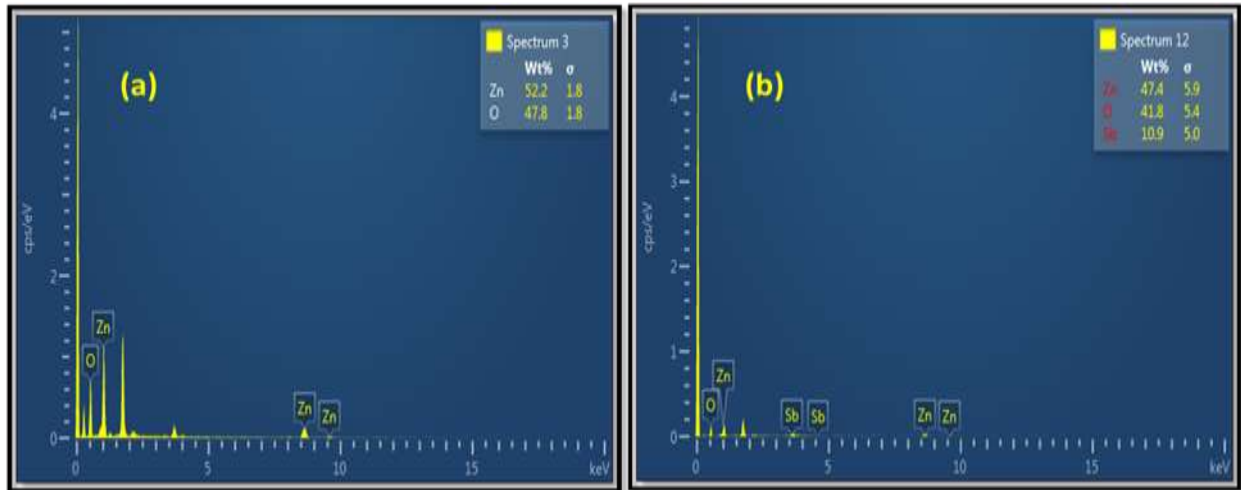 (a)
Spectrum 3
Wt% σ
Zn 52.2 1.8
O 47.8 1.8
cps/eV
4
2
0
Zn
O
Zn
Zn
0 5 10 15 keV
(b)
Spectrum 12
Wt% σ
Zn 47.4 5.9
O 41.8 5.4
Sb 10.9 5.0
cps/eV
4
3
2
1
0
Zn
O
Sb
Sb
Zn
Zn
0 5 10 15 keV